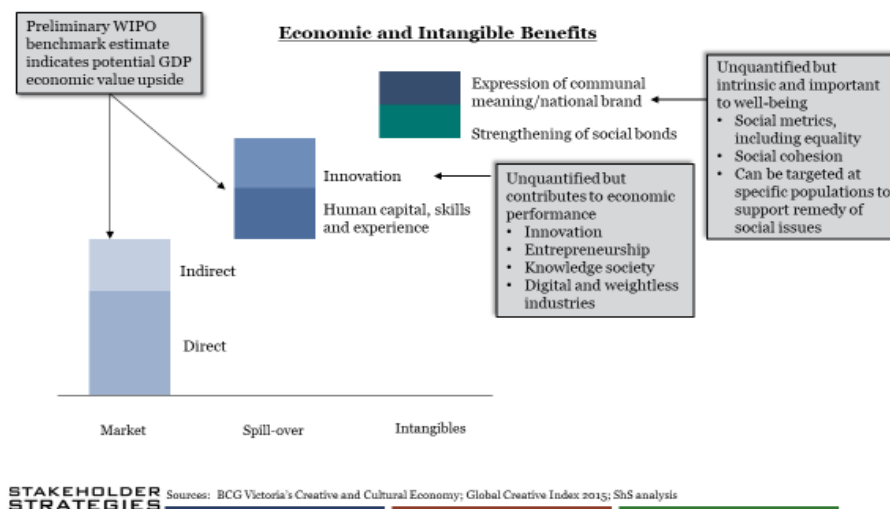 Economic and Intangible Benefits
Preliminary WIPO
benchmark estimate
indicates potential GDP
economic value upside
Expression of communal
meaning/national brand
Strengthening of social bonds
Unquantified but
intrinsic and important
to well-being
• Social metrics,
including equality
• Social cohesion
• Can be targeted at
specific populations to
support remedy of
social issues
Innovation
Human capital, skills
and experience
Unquantified but
contributes to economic
performance
• Innovation
• Entrepreneurship
• Knowledge society
• Digital and weightless
industries
Indirect
Direct
Market
Spill-over
Intangibles
STAKEHOLDER
STRATEGIES
Sources: BCG Victoria's Creative and Cultural Economy; Global Creative Index 2015; ShS analysis